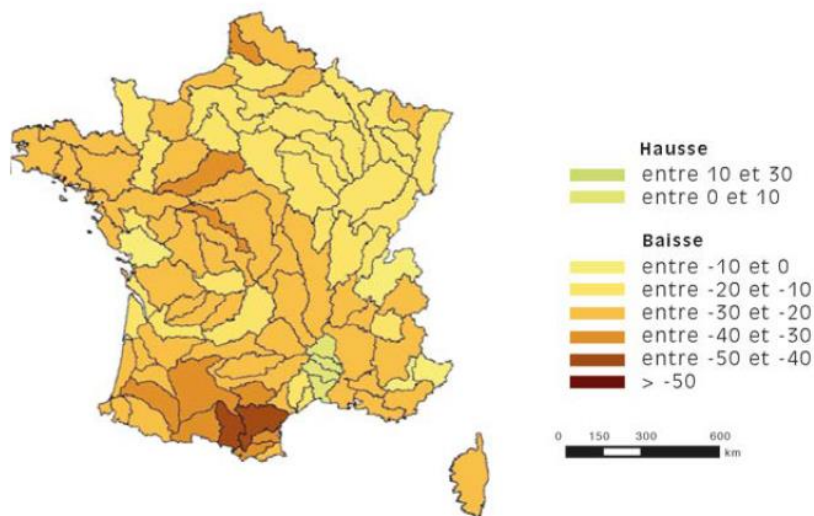 Hausse
entre 10 et 30
entre 0 et 10
Baisse
entre -10 et 0
entre -20 et -10
entre -30 et -20
entre -40 et -30
entre -50 et -40
> -50
0 150 300 600
km